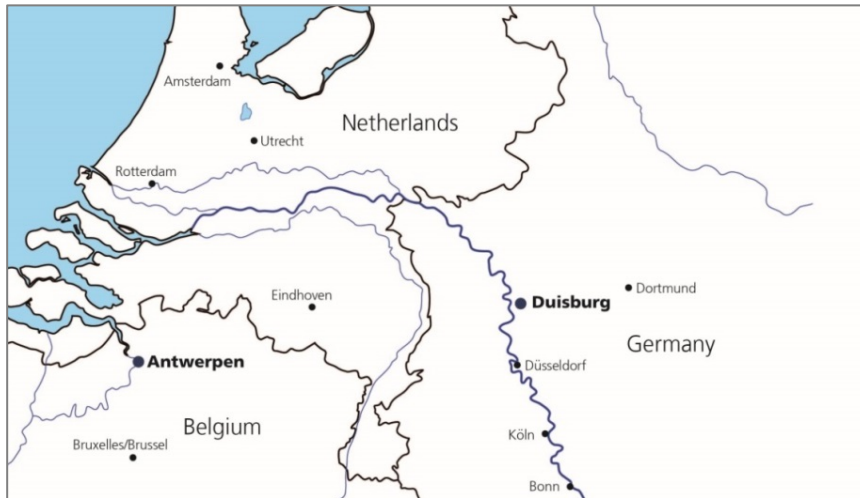 Amsterdam
Netherlands
Utrecht
Rotterdam
Eindhoven
Duisburg
Dortmund
Germany
Antwerpen
Düsseldorf
Belgium
Bruxelles/Brussel
Köln
Bonn